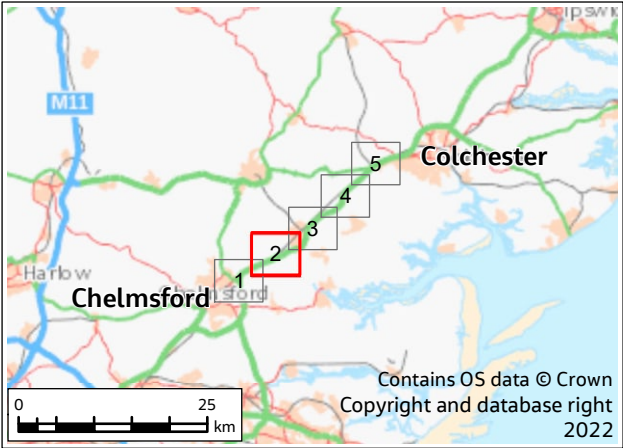 ipswi
M11
Colchester
5
4
3
2
1
Harlow
Chelmsford
Chelmsford
0 25
km
Contains OS data © Crown
Copyright and database right
2022